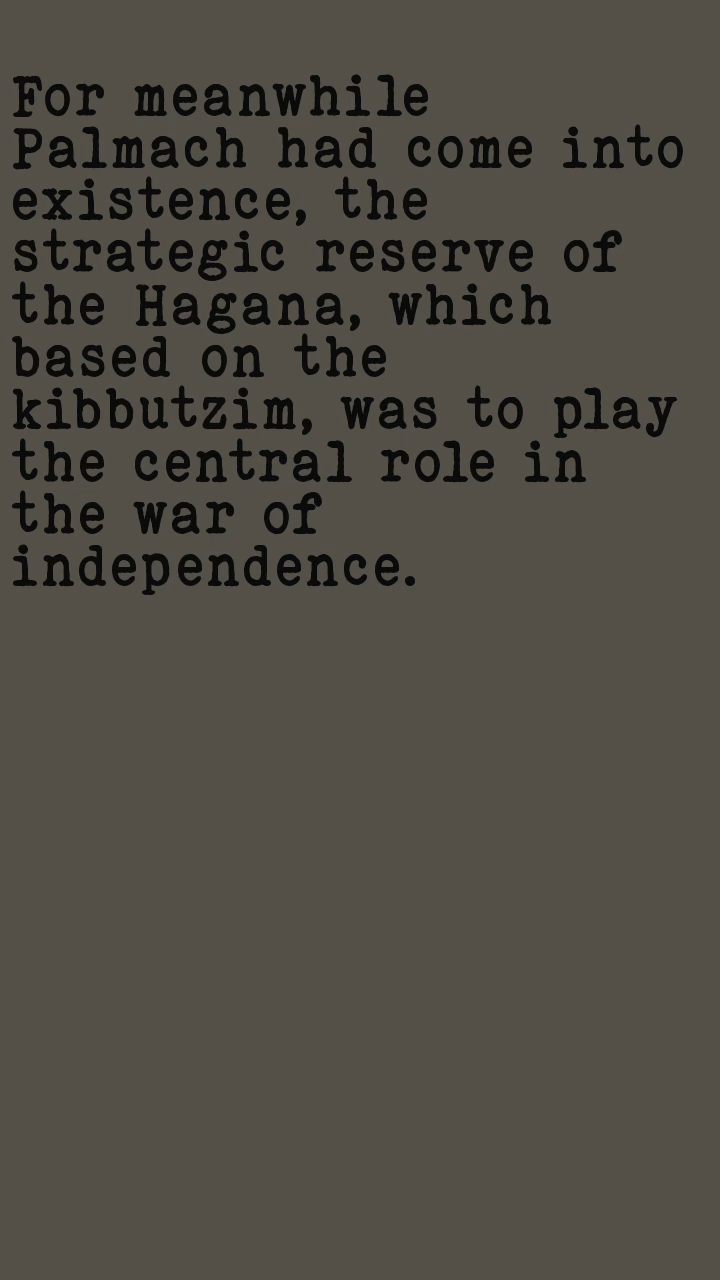 For meanwhile
Palmach had come into
existence, the
strategic reserve of
the Hagana, which
based on the
kibbutzim, was to play
the central role in
the war of
independence.